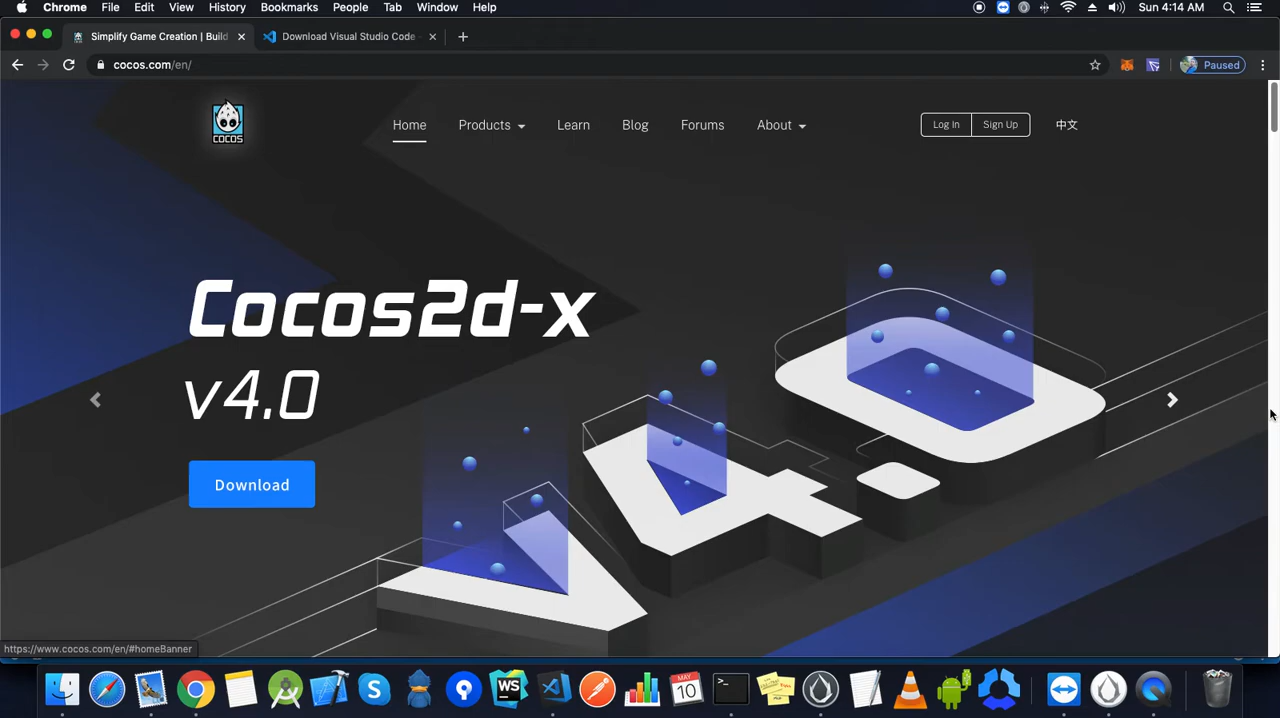 Chrome File Edit View History Bookmarks People Tab Window Help Sun 4:14 AM
Simplify Game Creation | Build Download Visual Studio Code -
cocos.com/en/ Paused
COCOS Home Products Learn Blog Forums About Log In Sign Up 中文
Cocos2d-x
v4.0
Download
V4.0
https://www.cocos.com/en/#homeBanner
WS MAY
10